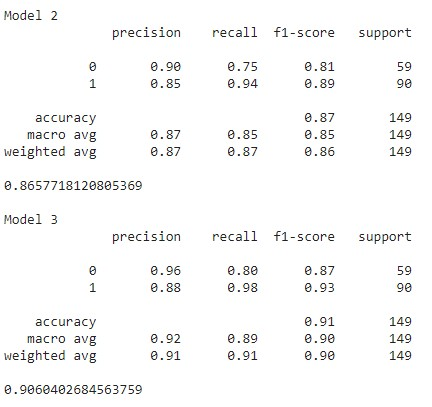 Model 2
precision recall f1-score support
0 0.90 0.75 0.81 59
1 0.85 0.94 0.89 90
accuracy 0.87 149
macro avg 0.87 0.85 0.85 149
weighted avg 0.87 0.87 0.86 149
0.8657718120805369
Model 3
precision recall f1-score support
0 0.96 0.80 0.87 59
1 0.88 0.98 0.93 90
accuracy 0.91 149
macro avg 0.92 0.89 0.90 149
weighted avg 0.91 0.91 0.90 149
0.9060402684563759